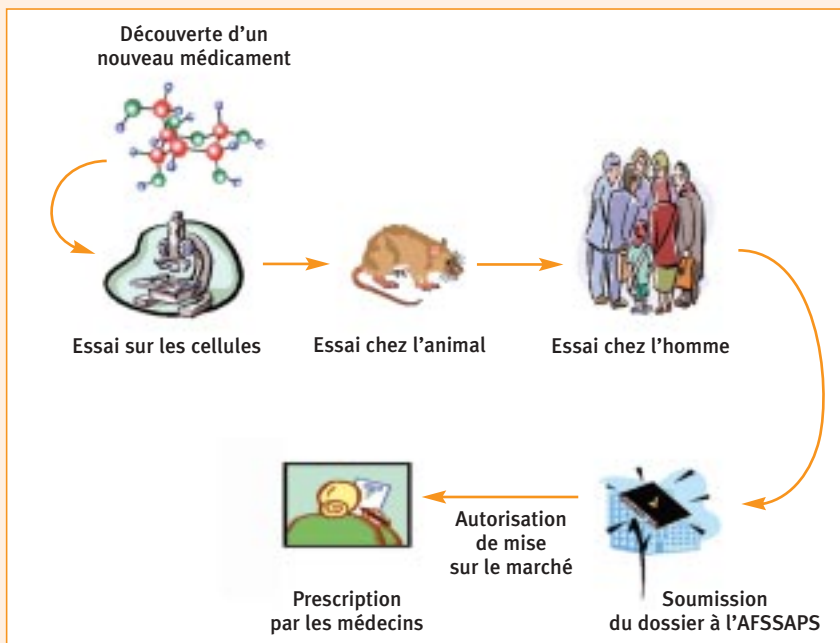 Découverte d'un
nouveau médicament
Essai sur les cellules
Essai chez l'animal
Essai chez l'homme
Soumission
du dossier à l'AFSSAPS
Autorisation
de mise
sur le marché
Prescription
par les médecins